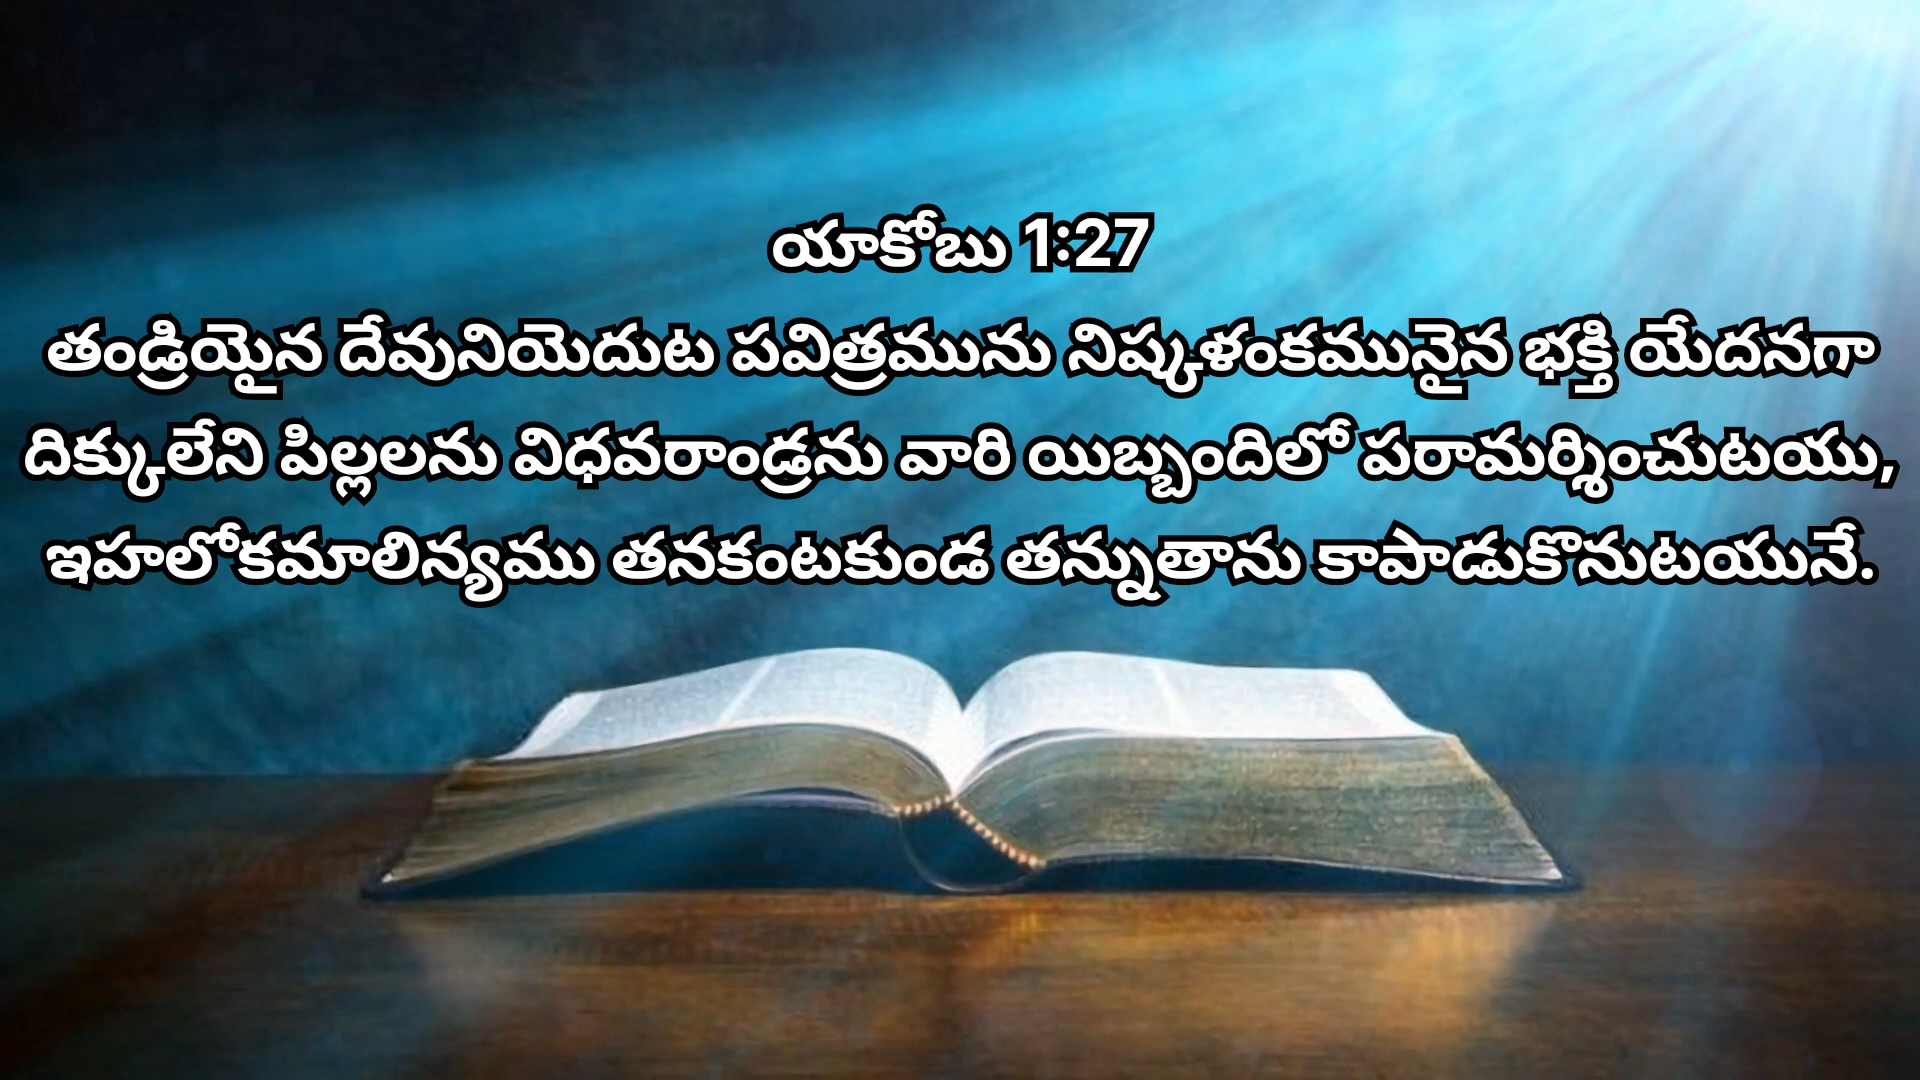 యాకోబు 1:27
తండ్రియైన దేవునియెదుట పవిత్రమును నిష్కళంకమునైన భక్తి యేదనగా
దిక్కులేని పిల్లలను విధవరాండ్రను వారి యిబ్బందిలో పరామర్శించుటయు,
ఇహలోకమాలిన్యము తనకంటకుండ తన్నుతాను కాపాడుకొనుటయునే.